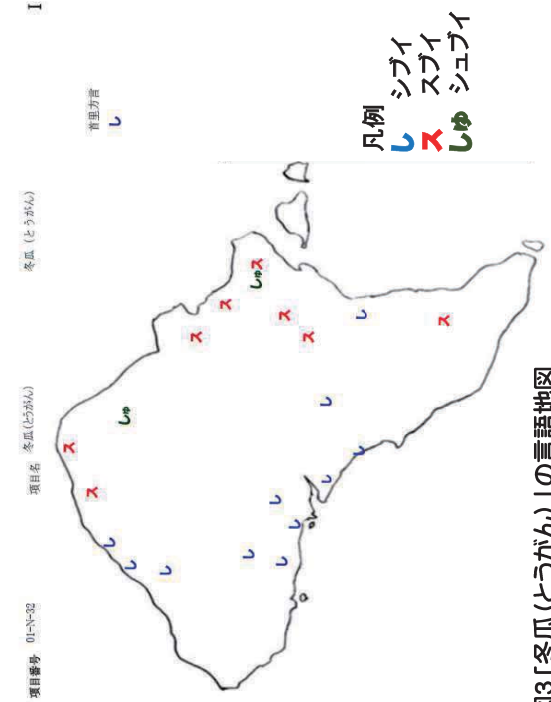 項目番号 01-N-32 項目名 冬瓜(とうがん) 冬瓜 (とうがん) I
首里方言
し
凡例
し シブイ
ス スブイ
しゅ シュブイ
ス
ス
し
し
し
しゅ
ス
ス
しゅス
ス
ス
し
ス
し
し
し
し
し
し
し
3「冬瓜(とうがん)」の言語地図